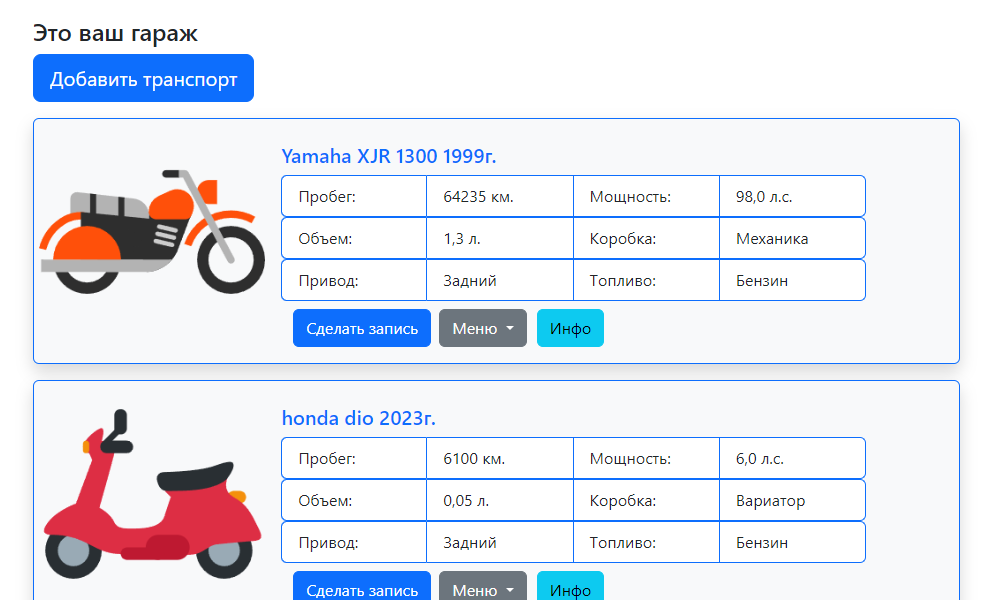 Это ваш гараж
Добавить транспорт
Yamaha XJR 1300 1999г.
Пробег: 64235 км. Мощность: 98,0 л.с.
Объем: 1,3 л. Коробка: Механика
Привод: Задний Топливо: Бензин
Сделать запись Меню Инфо
honda dio 2023г.
Пробег: 6100 км. Мощность: 6,0 л.с.
Объем: 0,05 л. Коробка: Вариатор
Привод: Задний Топливо: Бензин
Сделать запись Меню Инфо